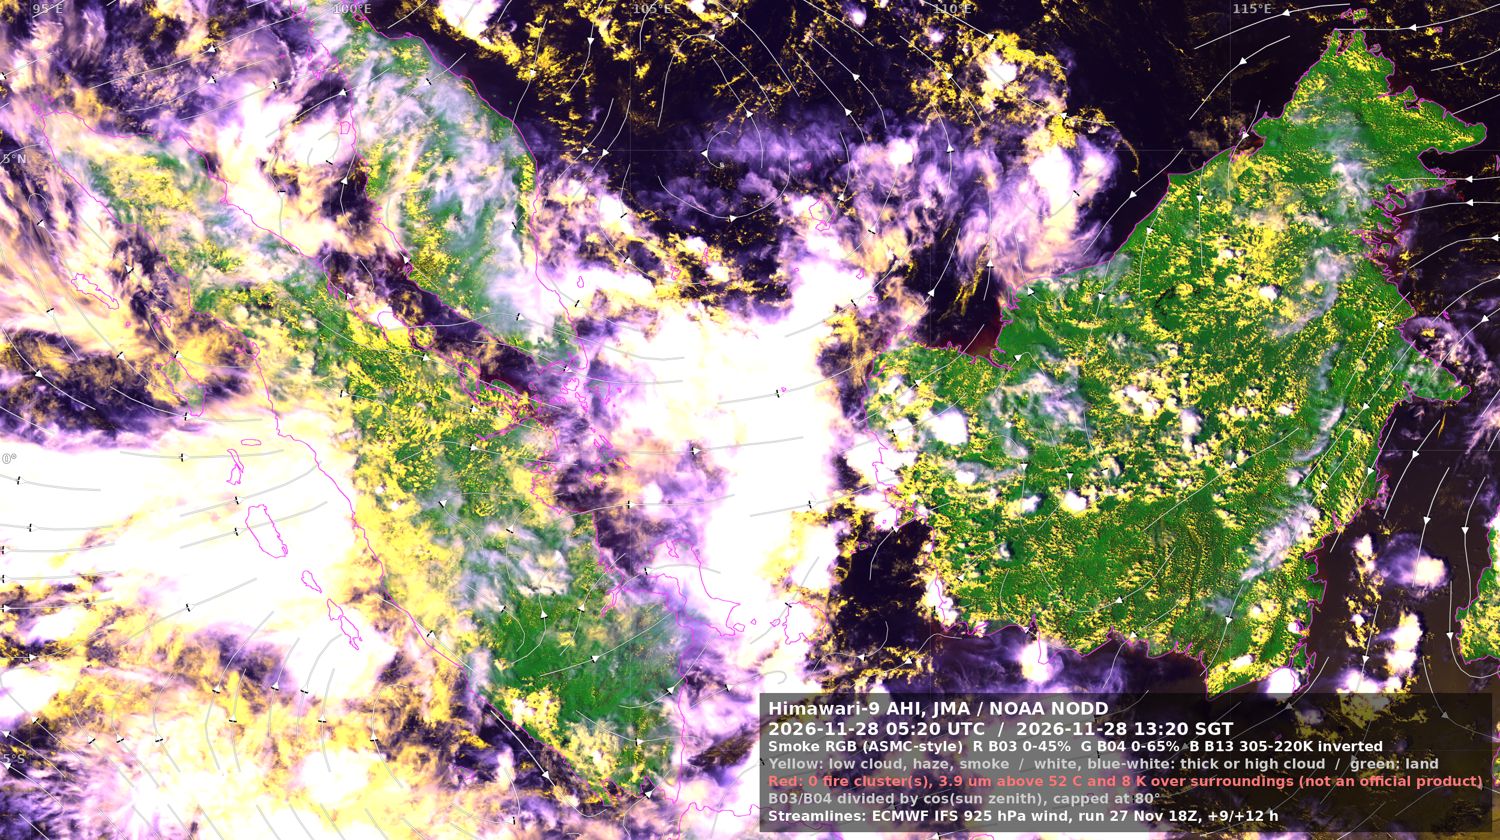 95°E 100°E 105°E 110°E 115°E
5°N
0°
5°S
Himawari-9 AHI, JMA / NOAA NODD
2026-11-28 05:20 UTC / 2026-11-28 13:20 SGT
Smoke RGB (ASMC-style) R B03 0-45% G B04 0-65% B B13 305-220K inverted
Yellow: low cloud, haze, smoke / white, blue-white: thick or high cloud / green: land
Red: 0 fire cluster(s), 3.9 um above 52 C and 8 K over surroundings (not an official product)
B03/B04 divided by cos(sun zenith), capped at 80°
Streamlines: ECMWF IFS 925 hPa wind, run 27 Nov 18Z, +9/+12 h